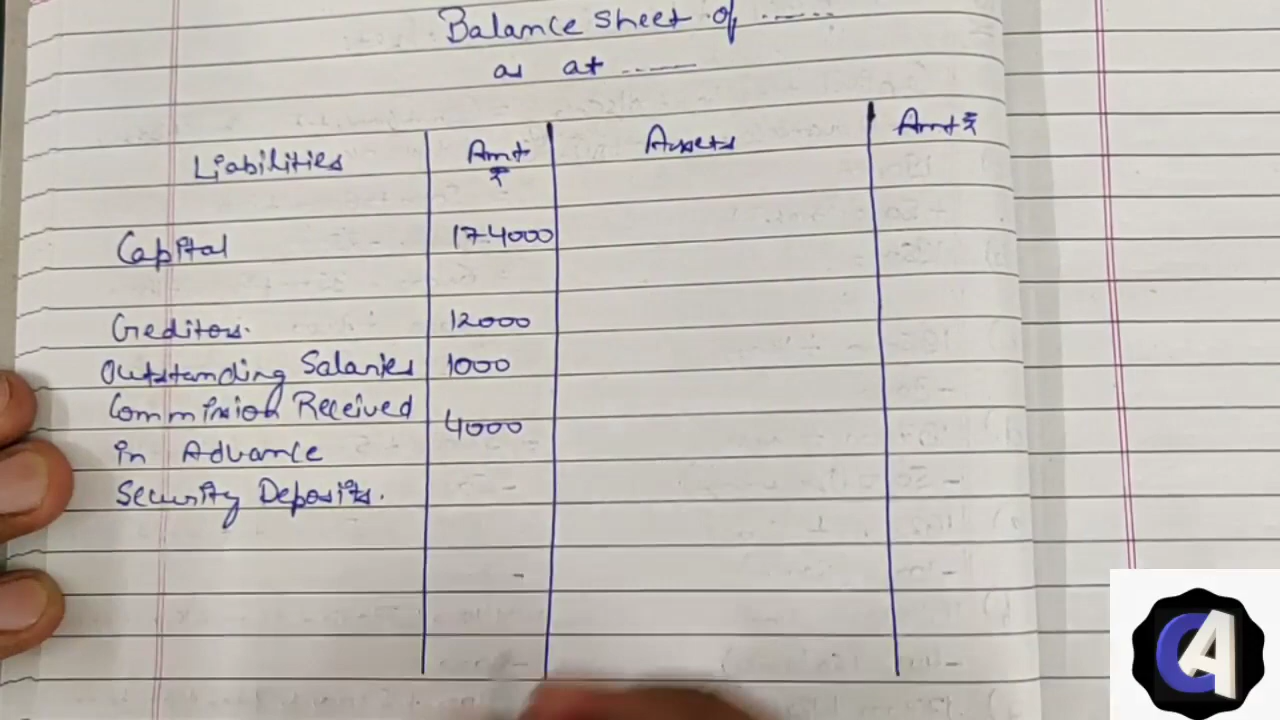 Balance Sheet of ........
as at .......
Liabilities Amt ₹ Assets Amt ₹
Capital 174000
Creditors. 12000
Outstanding Salaries 1000
Commission Received 4000
in Advance
Security Deposits.
CA